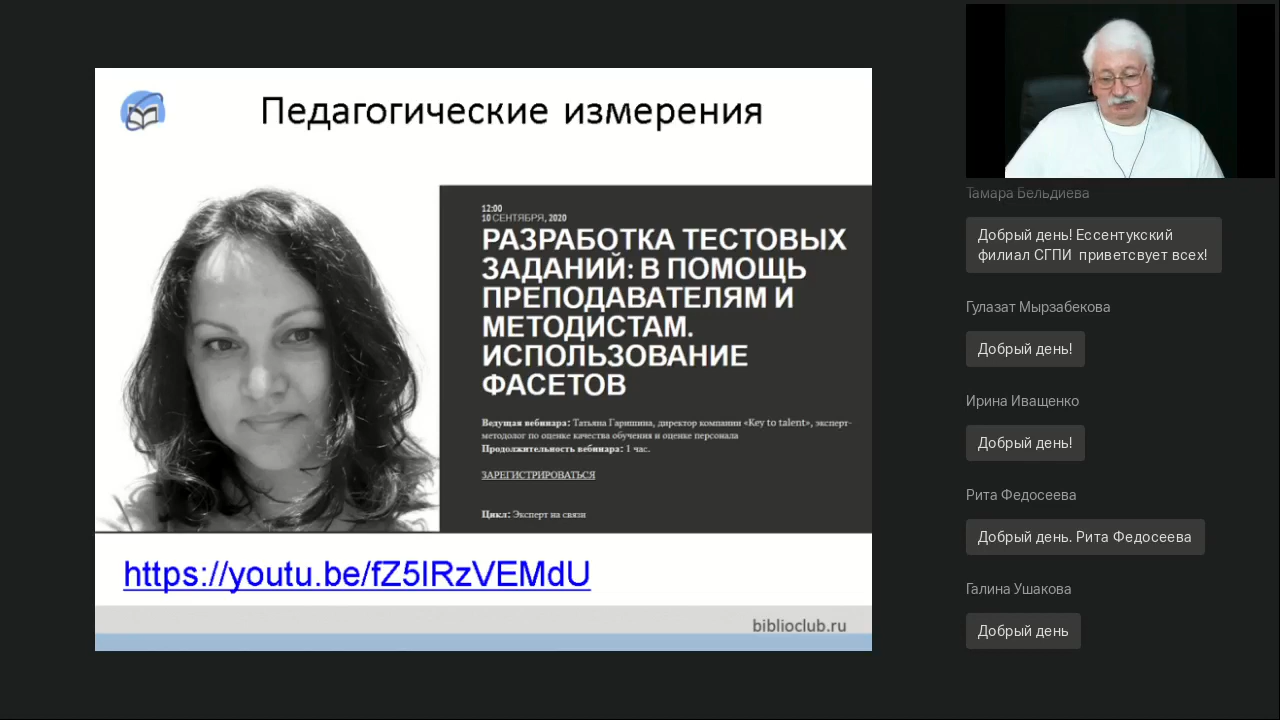 Педагогические измерения
12:00
10 СЕНТЯБРЯ, 2020
РАЗРАБОТКА ТЕСТОВЫХ
ЗАДАНИЙ: В ПОМОЩЬ
ПРЕПОДАВАТЕЛЯМ И
МЕТОДИСТАМ.
ИСПОЛЬЗОВАНИЕ
ФАСЕТОВ
Ведущая вебинара: Татьяна Гаришина, директор компании «Key to talent», эксперт-
методолог по оценке качества обучения и оценке персонала
Продолжительность вебинара: 1 час.
ЗАРЕГИСТРИРОВАТЬСЯ
Цикл: Эксперт на связи
https://youtu.be/fZ5lRzVEMdU
biblioclub.ru
Тамара Бельдиева
Добрый день! Ессентукский
филиал СГПИ приветсвует всех!
Гулазат Мырзабекова
Добрый день!
Ирина Иващенко
Добрый день!
Рита Федосеева
Добрый день. Рита Федосеева
Галина Ушакова
Добрый день